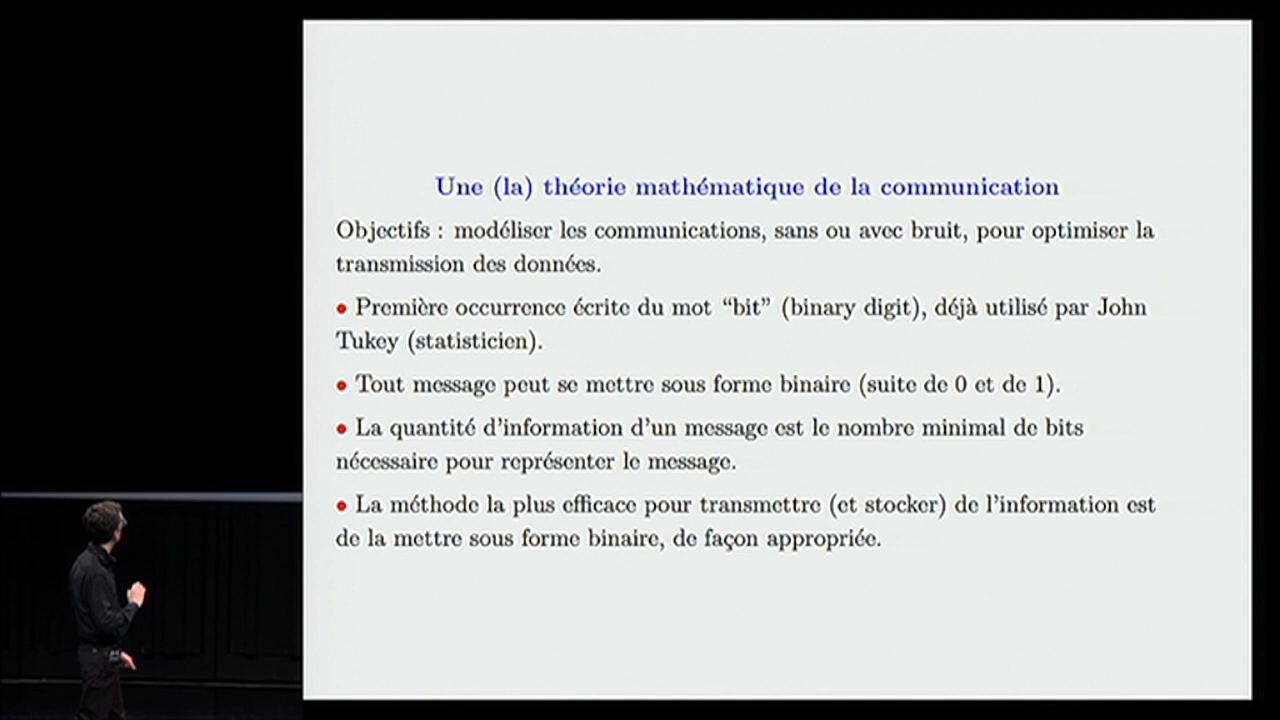 Une (la) théorie mathématique de la communication
Objectifs : modéliser les communications, sans ou avec bruit, pour optimiser la
transmission des données.
• Première occurrence écrite du mot “bit” (binary digit), déjà utilisé par John
Tukey (statisticien).
• Tout message peut se mettre sous forme binaire (suite de 0 et de 1).
• La quantité d'information d'un message est le nombre minimal de bits
nécessaire pour représenter le message.
• La méthode la plus efficace pour transmettre (et stocker) de l'information est
de la mettre sous forme binaire, de façon appropriée.